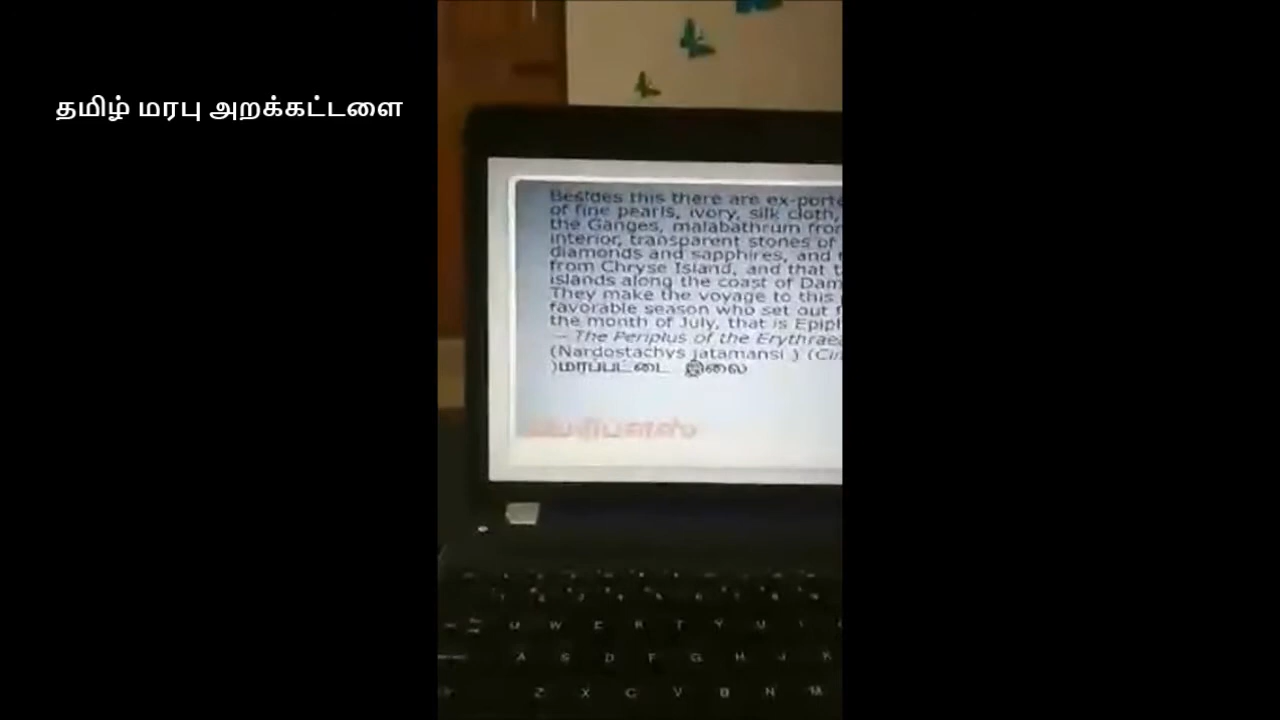 தமிழ் மரபு அறக்கட்டளை
Besides this there are ex-porte
of fine pearls, ivory, silk cloth,
the Ganges, malabathrum from
interior, transparent stones of
diamonds and sapphires, and t
from Chryse Island, and that t
islands along the coast of Dam
They make the voyage to this
favorable season who set out f
the month of July, that is Epiph
– The Periplus of the Erythraea
(Nardostachys jatamansi ) (Cin
)மரப்பட்டை இலை
Q W E R T Y U I
A S D F G H J K
Z X C V B N M